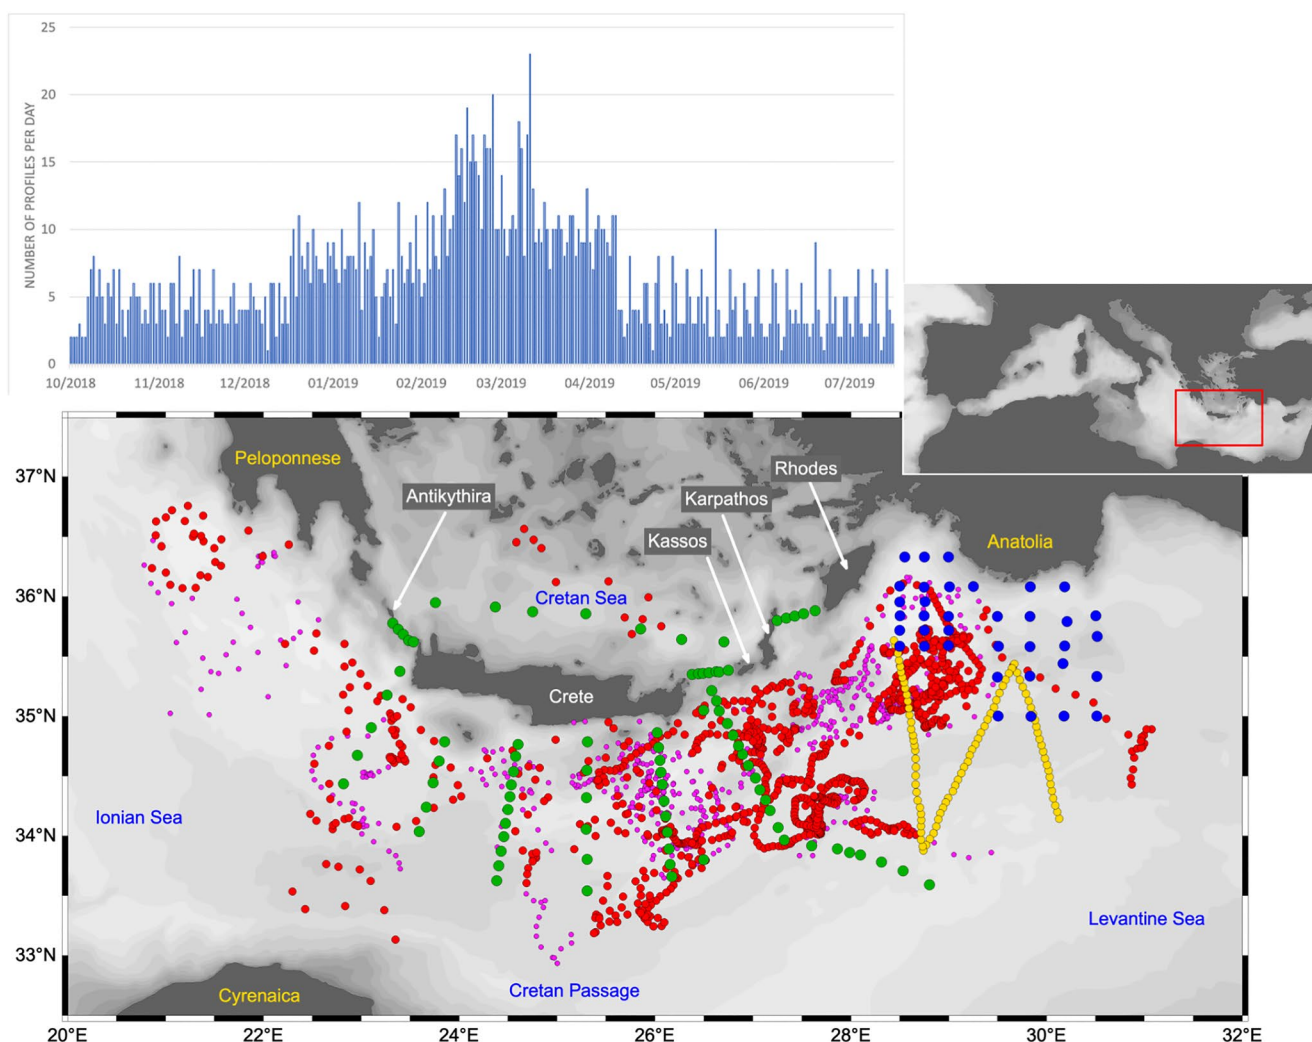 25
20
15
10
5
0
NUMBER OF PROFILES PER DAY
10/2018 11/2018 12/2018 01/2019 02/2019 03/2019 04/2019 05/2019 06/2019 07/2019
37°N
36°N
35°N
34°N
33°N
Peloponnese
Antikythira
Rhodes
Karpathos
Kassos
Anatolia
Cretan Sea
Crete
Ionian Sea
Levantine Sea
Cretan Passage
Cyrenaica
20°E 22°E 24°E 26°E 28°E 30°E 32°E